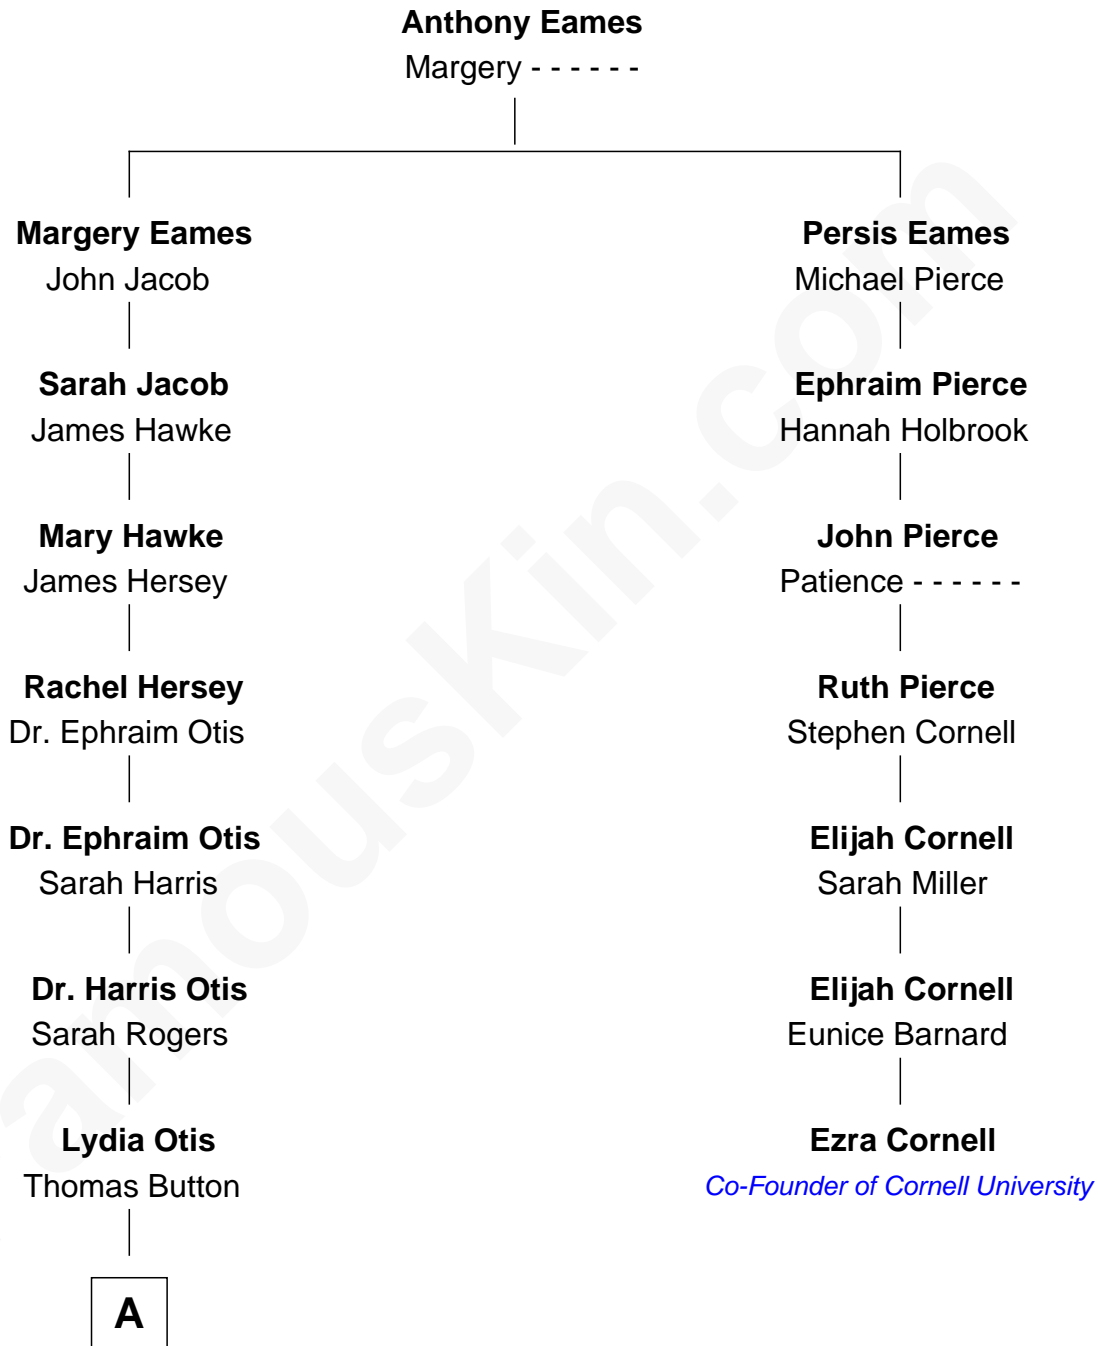 Anthony Eames
Margery - - - - - -
Margery Eames
John Jacob
Persis Eames
Michael Pierce
Sarah Jacob
James Hawke
Ephraim Pierce
Hannah Holbrook
Mary Hawke
James Hersey
John Pierce
Patience - - - - - -
Rachel Hersey
Dr. Ephraim Otis
Ruth Pierce
Stephen Cornell
Dr. Ephraim Otis
Sarah Harris
Elijah Cornell
Sarah Miller
Dr. Harris Otis
Sarah Rogers
Elijah Cornell
Eunice Barnard
Lydia Otis
Thomas Button
Ezra Cornell
Co-Founder of Cornell University
A
amousKin.com